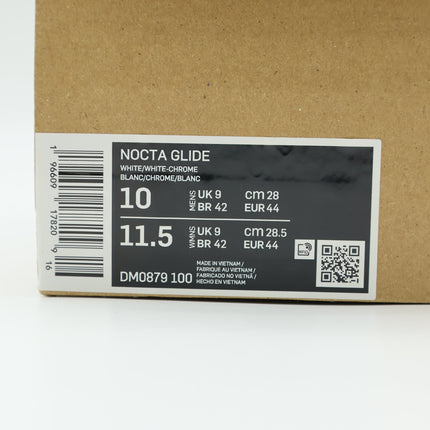 NOCTA GLIDE
WHITE/WHITE-CHROME
BLANC/CHROME/BLANC
10 MENS UK 9 CM 28
BR 42 EUR 44
11.5 WMNS UK 9 CM 28.5
BR 42 EUR 44
DM0879 100
MADE IN VIETNAM /
FABRIQUE AU VIETNAM /
FABRICADO NO VIETNÃ /
HECHO EN VIETNAM
1 96609 17820 9
16